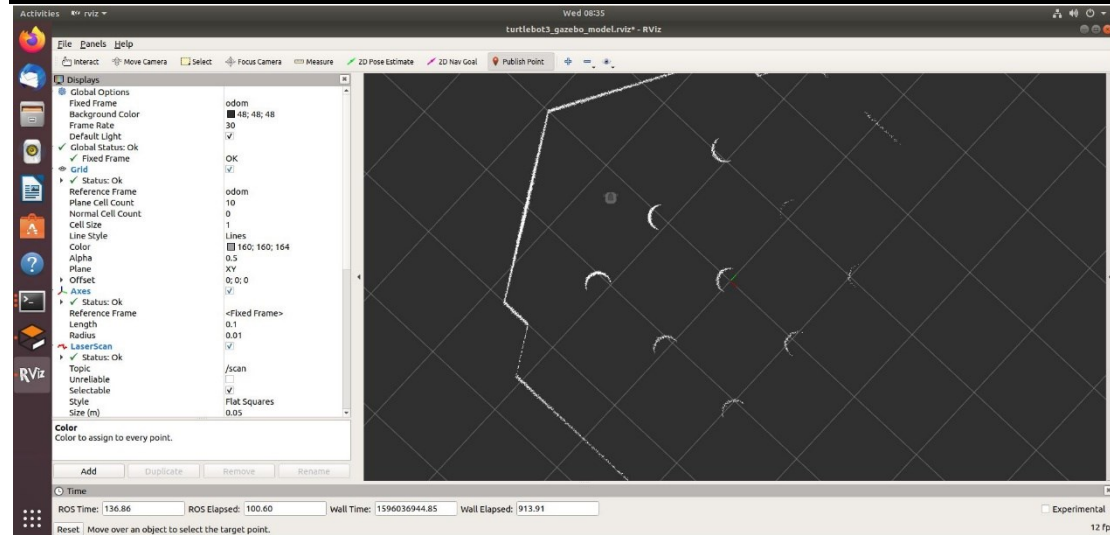 Activities RViz rviz Wed 08:35
turtlebot3_gazebo_model.rviz* - RViz
File Panels Help
Interact Move Camera Select Focus Camera Measure 2D Pose Estimate 2D Nav Goal Publish Point
Displays
Global Options
Fixed Frame odom
Background Color 48; 48; 48
Frame Rate 30
Default Light
Global Status: Ok
Fixed Frame OK
Grid
Status: Ok
Reference Frame odom
Plane Cell Count 10
Normal Cell Count 0
Cell Size 1
Line Style Lines
Color 160; 160; 164
Alpha 0.5
Plane XY
Offset 0; 0; 0
Axes
Status: Ok
Reference Frame <Fixed Frame>
Length 0.1
Radius 0.01
LaserScan
Status: Ok
Topic /scan
Unreliable
Selectable
Style Flat Squares
Size (m) 0.05
Color
Color to assign to every point.
Add Duplicate Remove Rename
Time
ROS Time: 136.86 ROS Elapsed: 100.60 Wall Time: 1596036944.85 Wall Elapsed: 913.91 Experimental
Reset Move over an object to select the target point. 12 fp
RViz